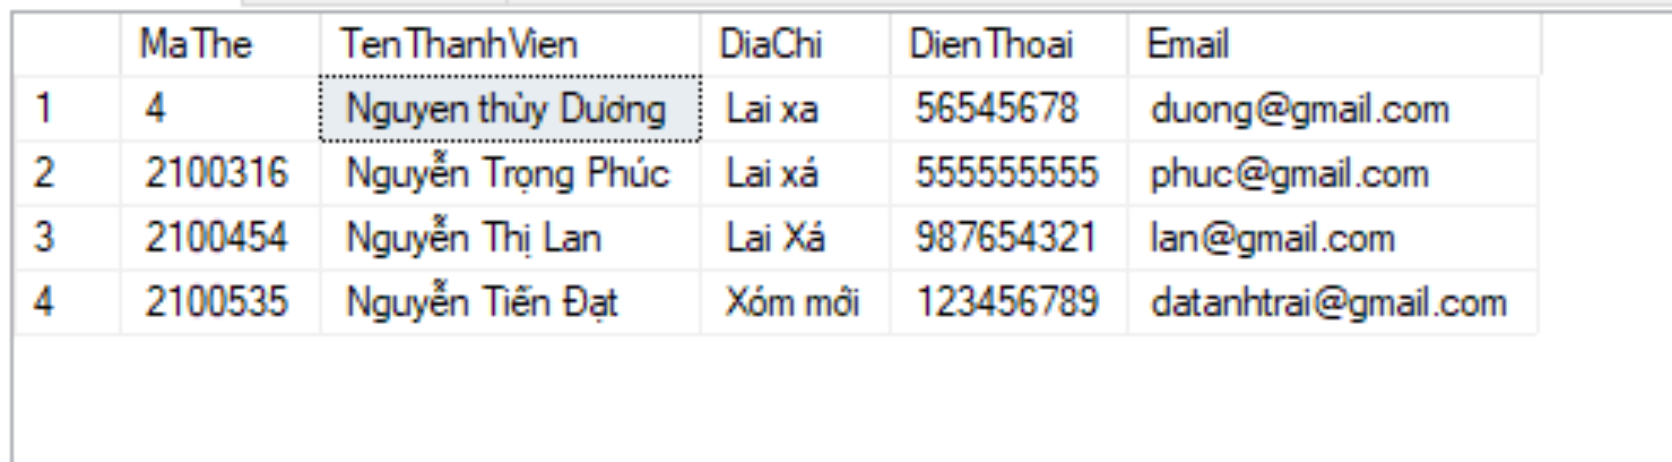 MaThe TenThanhVien DiaChi DienThoai Email
1 4 Nguyen thùy Dương Lai xa 56545678 duong@gmail.com
2 2100316 Nguyễn Trọng Phúc Lai xá 555555555 phuc@gmail.com
3 2100454 Nguyễn Thị Lan Lai Xá 987654321 lan@gmail.com
4 2100535 Nguyễn Tiến Đạt Xóm mới 123456789 datanhtrai@gmail.com